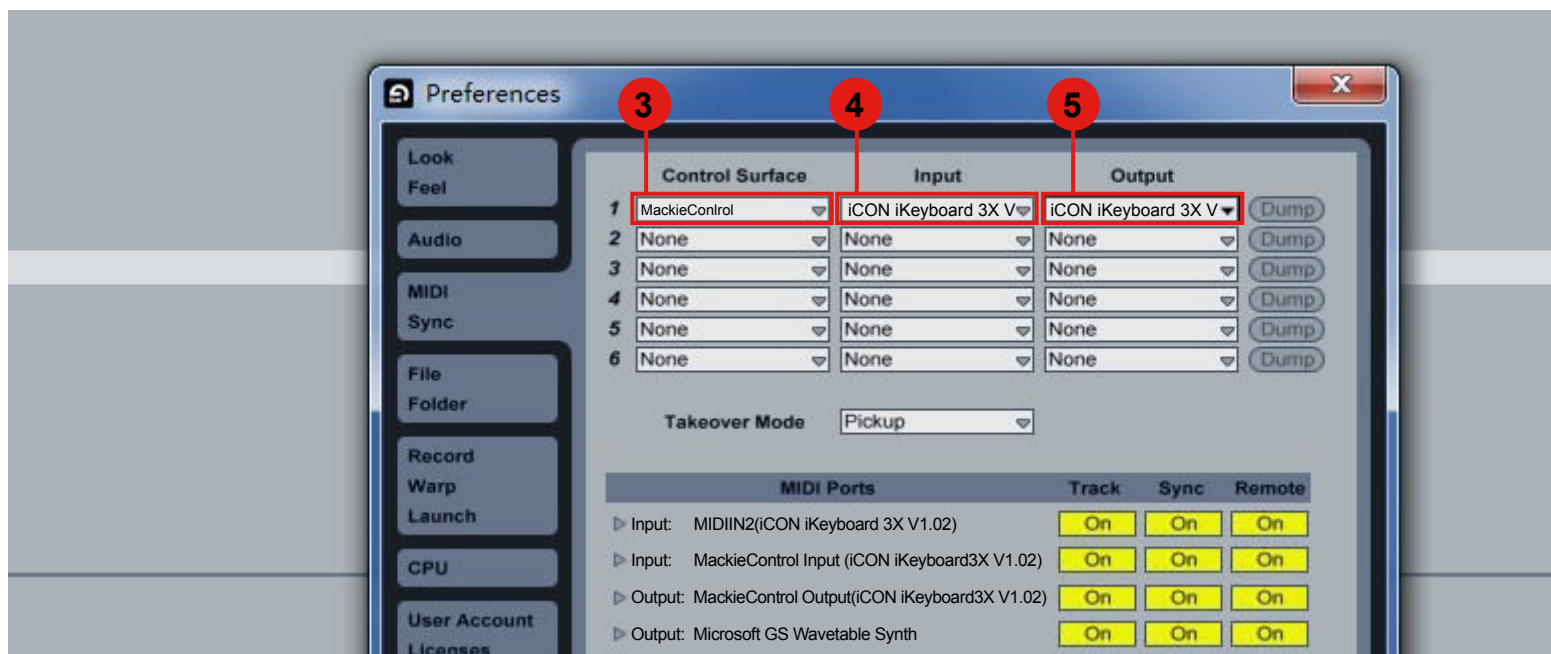 Preferences
X
3
4
5
Look
Feel
Audio
MIDI
Sync
File
Folder
Record
Warp
Launch
CPU
User Account
Licenses
Control Surface Input Output
1 MackieConlrol iCON iKeyboard 3X V iCON iKeyboard 3X V Dump
2 None None None Dump
3 None None None Dump
4 None None None Dump
5 None None None Dump
6 None None None Dump
Takeover Mode Pickup
MIDI Ports Track Sync Remote
Input: MIDIIN2(iCON iKeyboard 3X V1.02) On On On
Input: MackieControl Input (iCON iKeyboard3X V1.02) On On On
Output: MackieControl Output(iCON iKeyboard3X V1.02) On On On
Output: Microsoft GS Wavetable Synth On On On